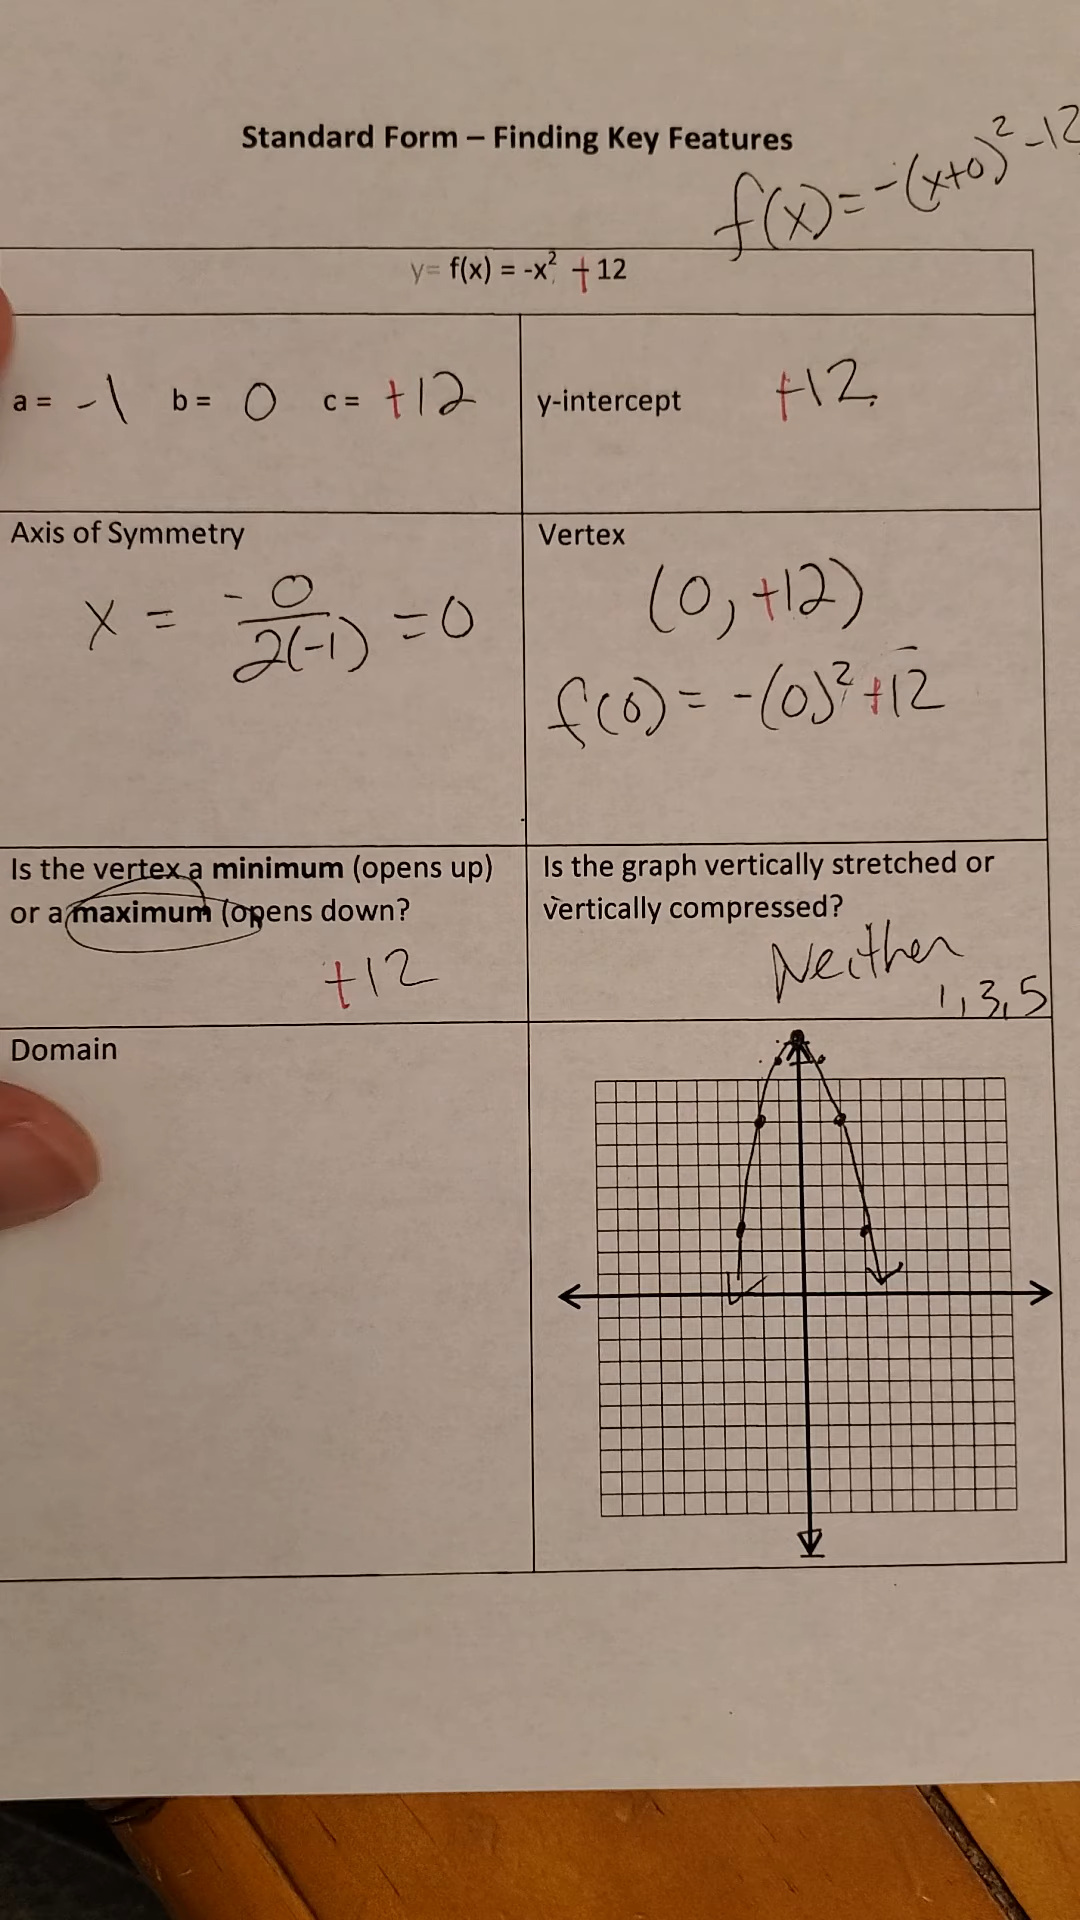 Standard Form – Finding Key Features
f(x) = -(x+0)² -12
y= f(x) = -x² + 12
a = -1 b = 0 c = +12
y-intercept +12
Axis of Symmetry
x = -0/2(-1) = 0
Vertex
(0, +12)
f(0) = -(0)² +12
Is the vertex a minimum (opens up)
or a maximum (opens down?
+12
Is the graph vertically stretched or
vertically compressed?
Neither
1, 3, 5
Domain